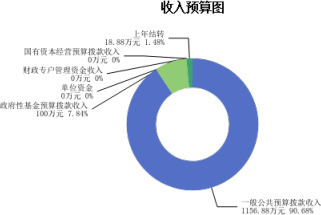 收入预算图
上年结转
18.88万元 1.48%
国有资本经营预算拨款收入
0万元 0%
财政专户管理资金收入
0万元 0%
单位资金
0万元 0%
政府性基金预算拨款收入
100万元 7.84%
一般公共预算拨款收入
1156.88万元 90.68%